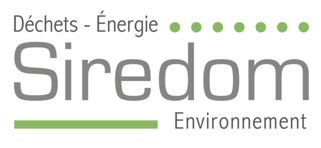 Déchets - Énergie
Siredom
Environnement